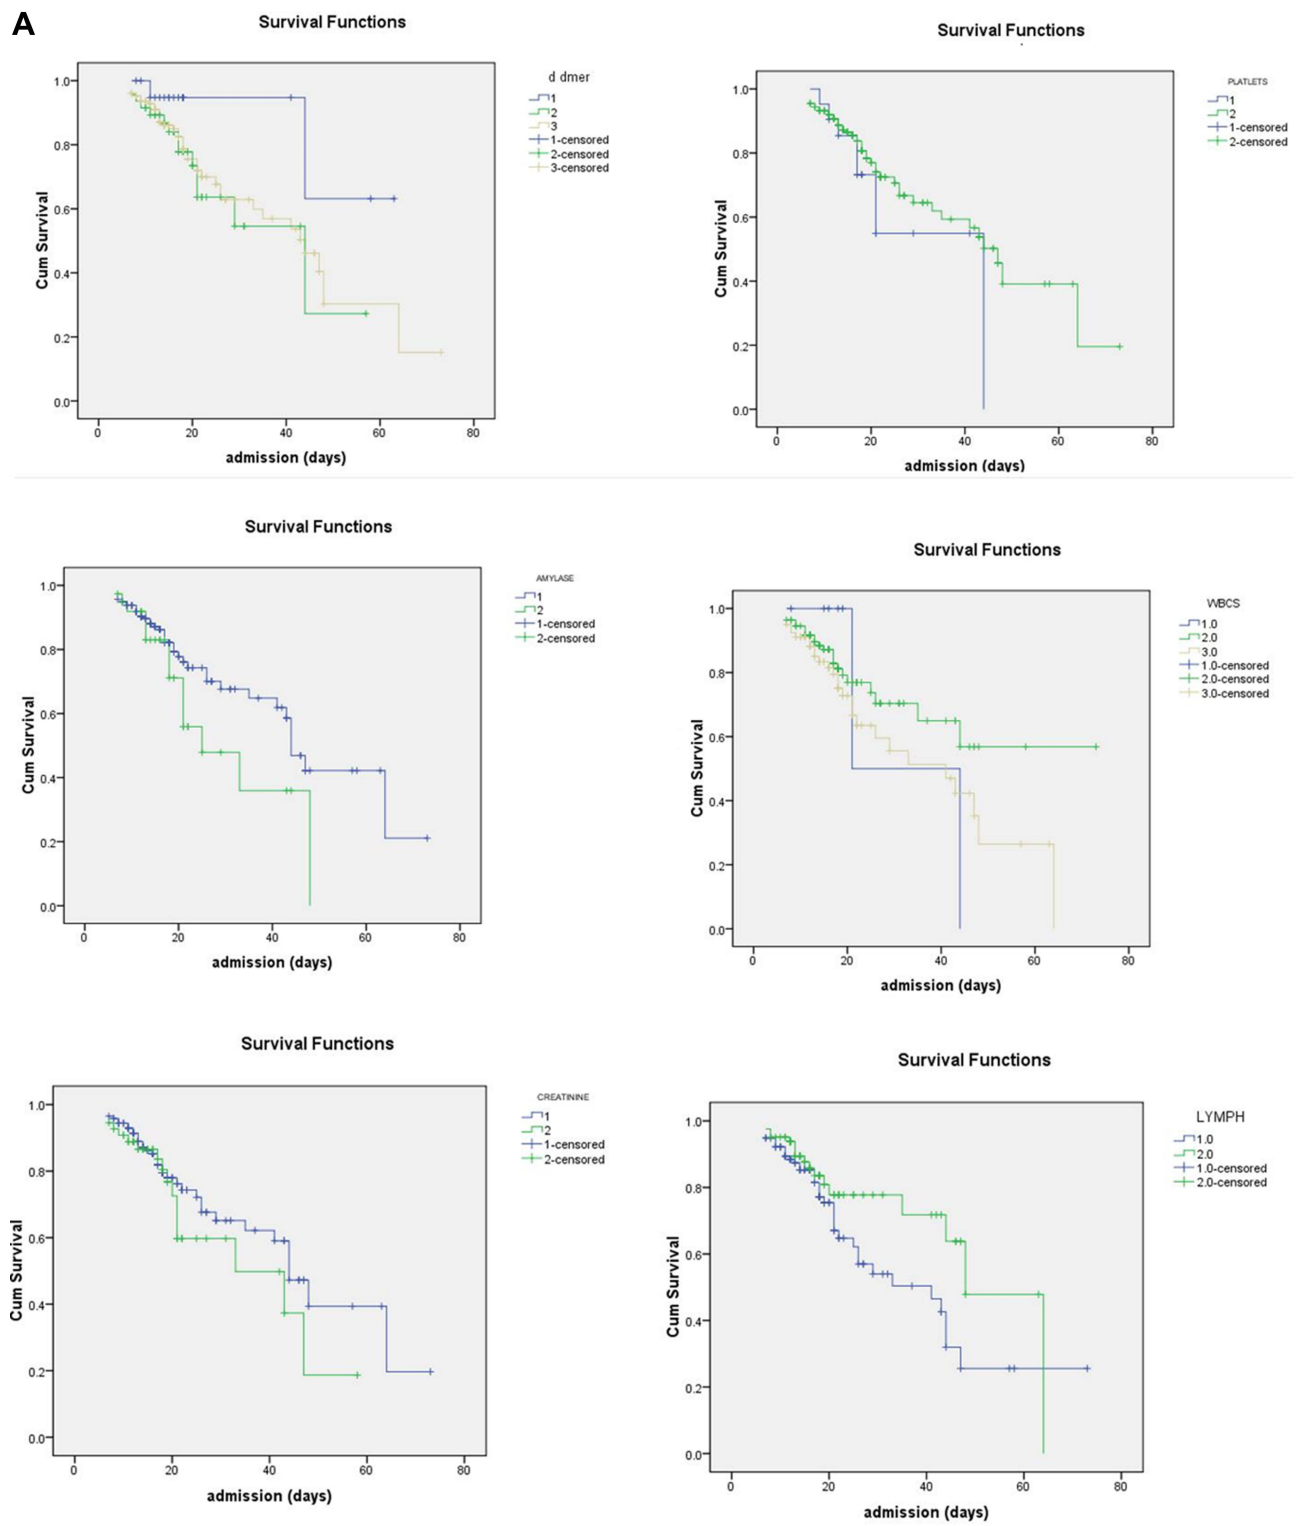 A
Survival Functions
d dmer
1
2
3
1-censored
2-censored
3-censored
1.0
0.8
0.6
0.4
0.2
0.0
Cum Survival
0 20 40 60 80
admission (days)
Survival Functions
PLATLETS
1
2
1-censored
2-censored
1.0
0.8
0.6
0.4
0.2
0.0
Cum Survival
0 20 40 60 80
admission (days)
Survival Functions
AMYLASE
1
2
1-censored
2-censored
1.0
0.8
0.6
0.4
0.2
0.0
Cum Survival
0 20 40 60 80
admission (days)
Survival Functions
WBCS
1.0
2.0
3.0
1.0-censored
2.0-censored
3.0-censored
1.0
0.8
0.6
0.4
0.2
0.0
Cum Survival
0 20 40 60 80
admission (days)
Survival Functions
CREATININE
1
2
1-censored
2-censored
1.0
0.8
0.6
0.4
0.2
0.0
Cum Survival
0 20 40 60 80
admission (days)
Survival Functions
LYMPH
1.0
2.0
1.0-censored
2.0-censored
1.0
0.8
0.6
0.4
0.2
0.0
Cum Survival
0 20 40 60 80
admission (days)